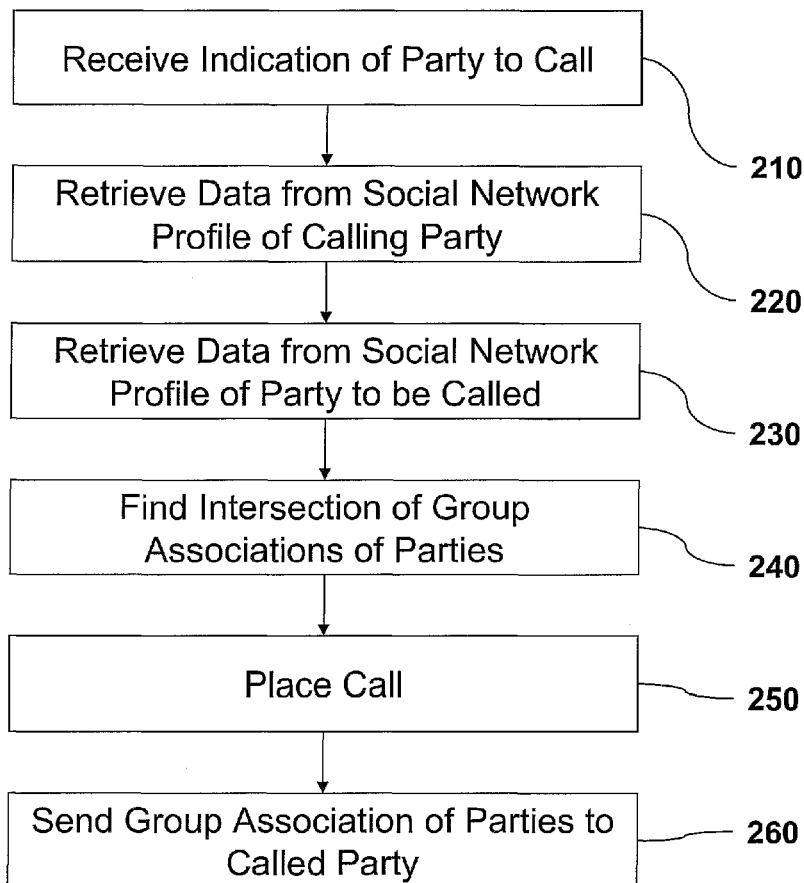 Receive Indication of Party to Call
210
Retrieve Data from Social Network
Profile of Calling Party
220
Retrieve Data from Social Network
Profile of Party to be Called
230
Find Intersection of Group
Associations of Parties
240
Place Call
250
Send Group Association of Parties to
Called Party
260